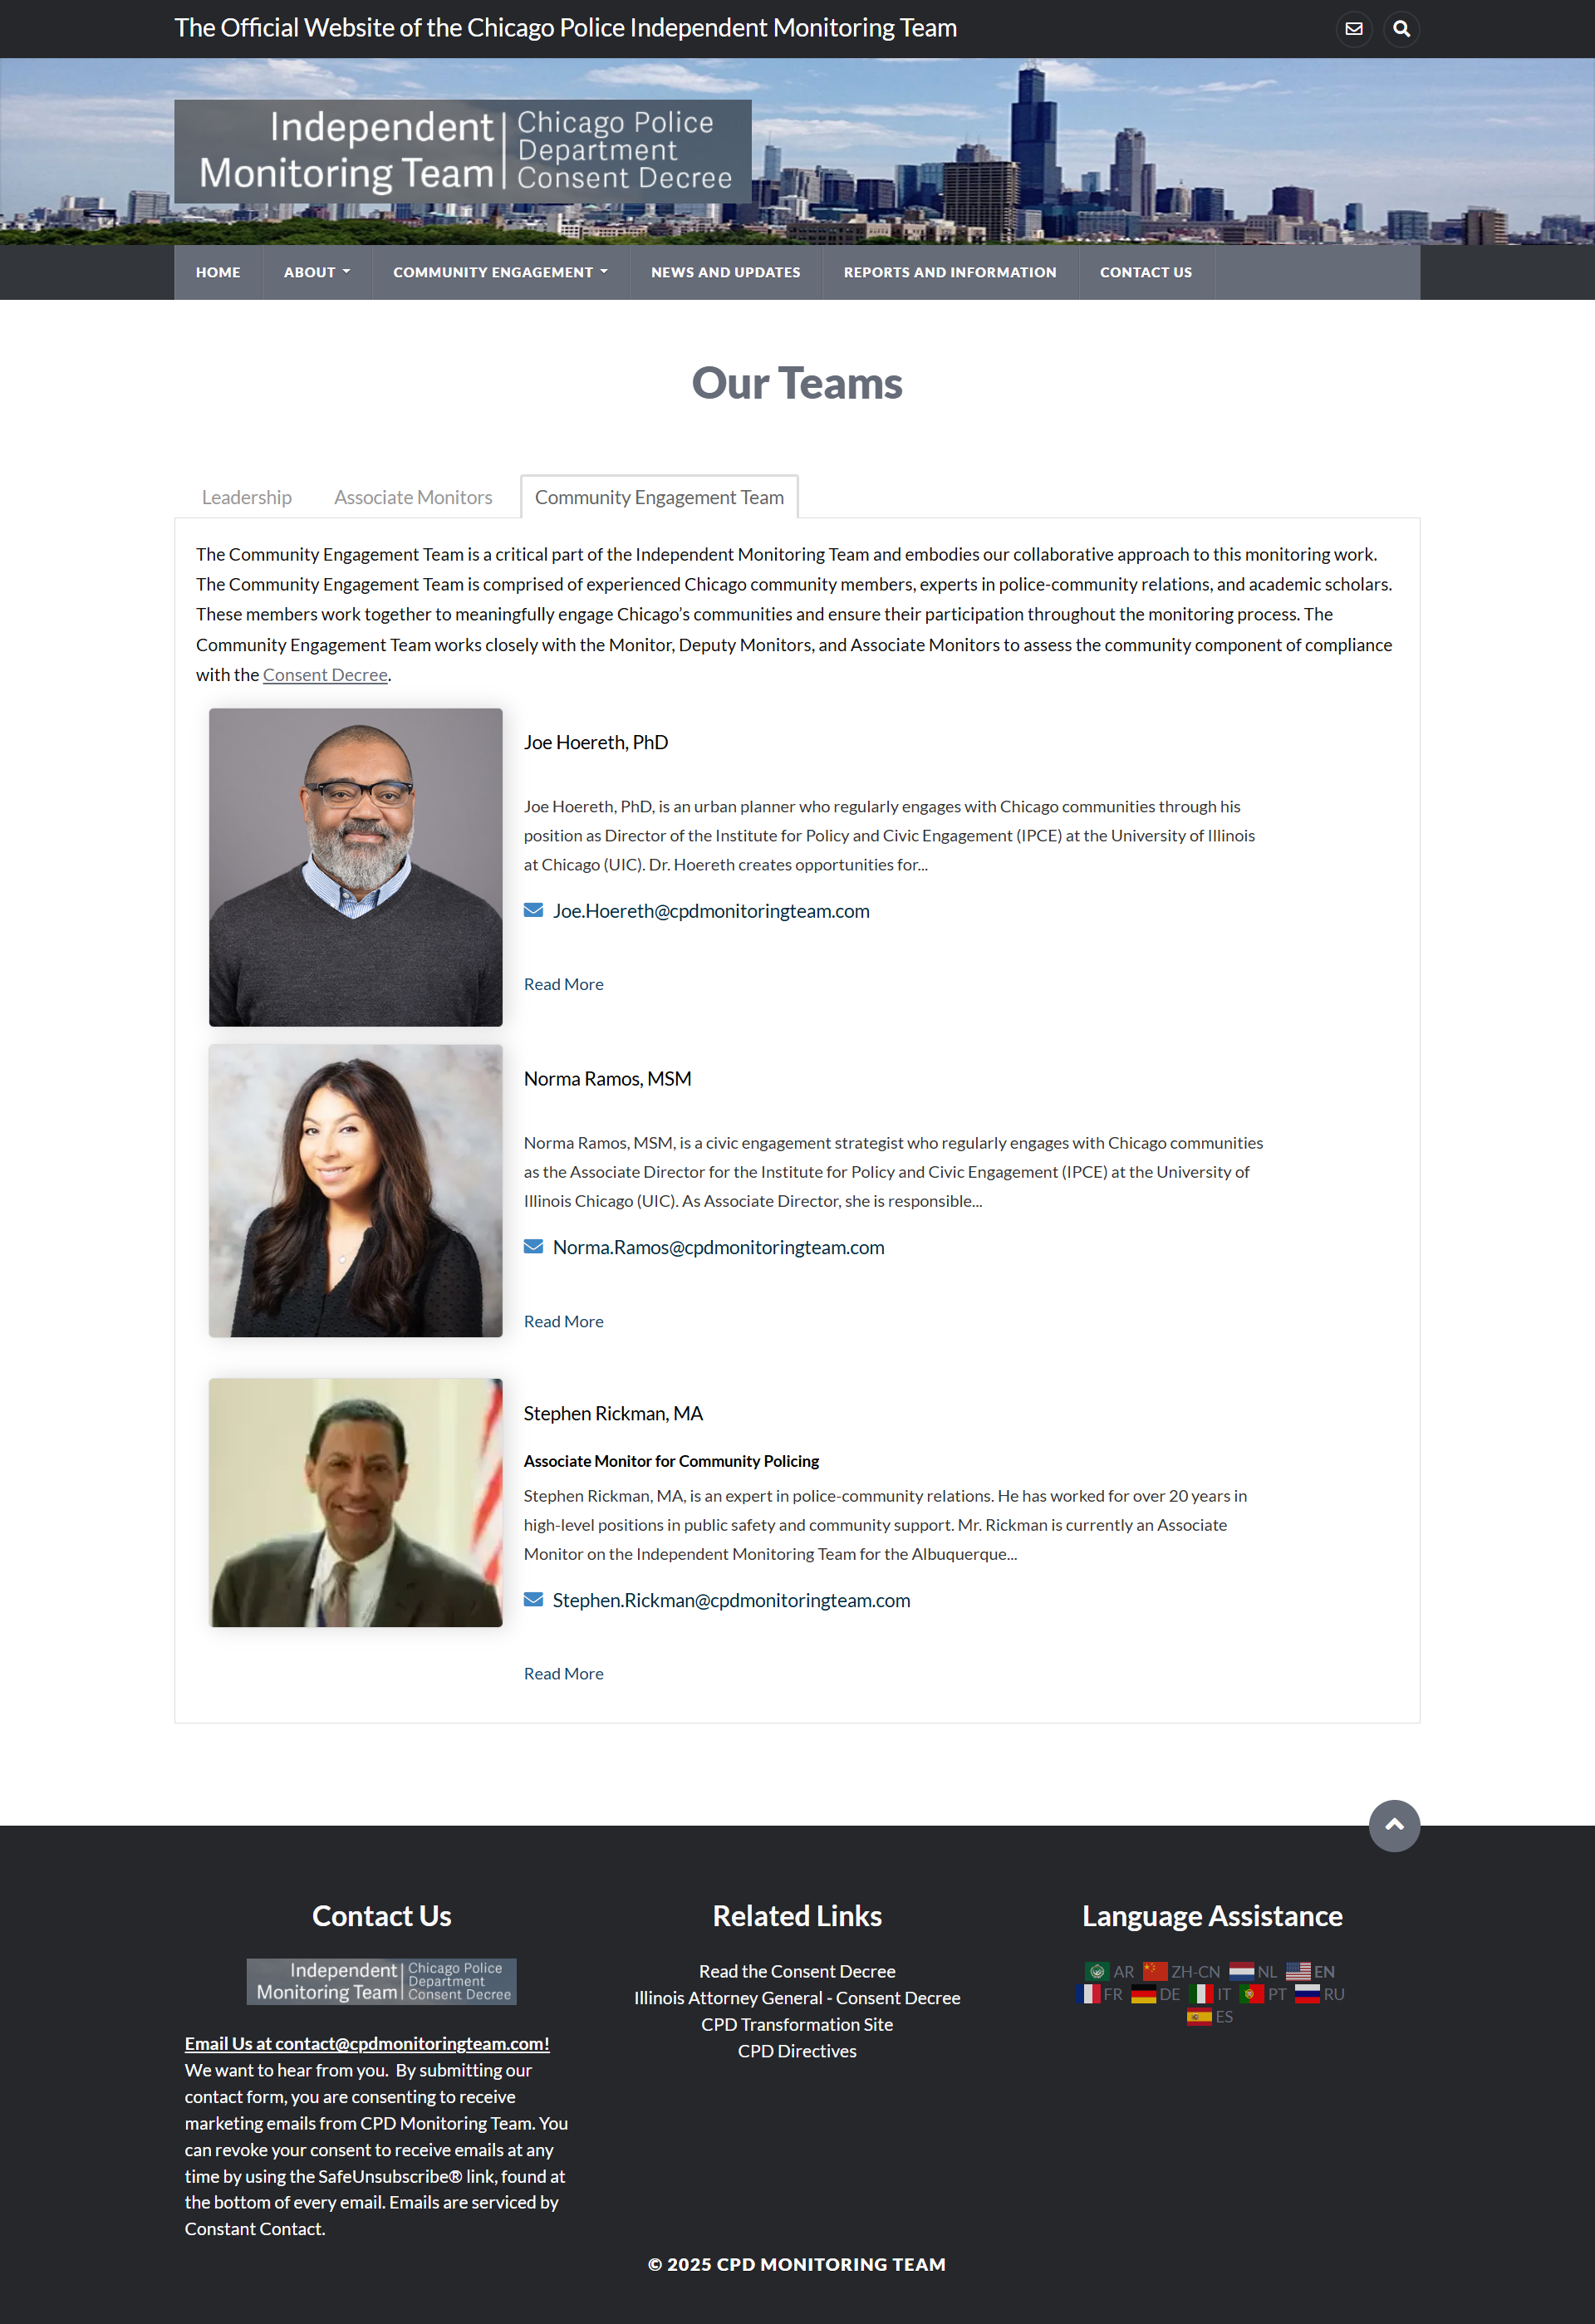 The Official Website of the Chicago Police Independent Monitoring Team
Independent
Monitoring Team
Chicago Police
Department
Consent Decree
HOME
ABOUT
COMMUNITY ENGAGEMENT
NEWS AND UPDATES
REPORTS AND INFORMATION
CONTACT US
Our Teams
Leadership
Associate Monitors
Community Engagement Team
The Community Engagement Team is a critical part of the Independent Monitoring Team and embodies our collaborative approach to this monitoring work.
The Community Engagement Team is comprised of experienced Chicago community members, experts in police-community relations, and academic scholars.
These members work together to meaningfully engage Chicago’s communities and ensure their participation throughout the monitoring process. The
Community Engagement Team works closely with the Monitor, Deputy Monitors, and Associate Monitors to assess the community component of compliance
with the Consent Decree.
Joe Hoereth, PhD
Joe Hoereth, PhD, is an urban planner who regularly engages with Chicago communities through his
position as Director of the Institute for Policy and Civic Engagement (IPCE) at the University of Illinois
at Chicago (UIC). Dr. Hoereth creates opportunities for...
Joe.Hoereth@cpdmonitoringteam.com
Read More
Norma Ramos, MSM
Norma Ramos, MSM, is a civic engagement strategist who regularly engages with Chicago communities
as the Associate Director for the Institute for Policy and Civic Engagement (IPCE) at the University of
Illinois Chicago (UIC). As Associate Director, she is responsible...
Norma.Ramos@cpdmonitoringteam.com
Read More
Stephen Rickman, MA
Associate Monitor for Community Policing
Stephen Rickman, MA, is an expert in police-community relations. He has worked for over 20 years in
high-level positions in public safety and community support. Mr. Rickman is currently an Associate
Monitor on the Independent Monitoring Team for the Albuquerque...
Stephen.Rickman@cpdmonitoringteam.com
Read More
Contact Us
Independent
Monitoring Team
Chicago Police
Department
Consent Decree
Email Us at contact@cpdmonitoringteam.com!
We want to hear from you.  By submitting our
contact form, you are consenting to receive
marketing emails from CPD Monitoring Team. You
can revoke your consent to receive emails at any
time by using the SafeUnsubscribe® link, found at
the bottom of every email. Emails are serviced by
Constant Contact.
Related Links
Read the Consent Decree
Illinois Attorney General - Consent Decree
CPD Transformation Site
CPD Directives
Language Assistance
AR ZH-CN NL EN
FR DE IT PT RU
ES
© 2025 CPD MONITORING TEAM